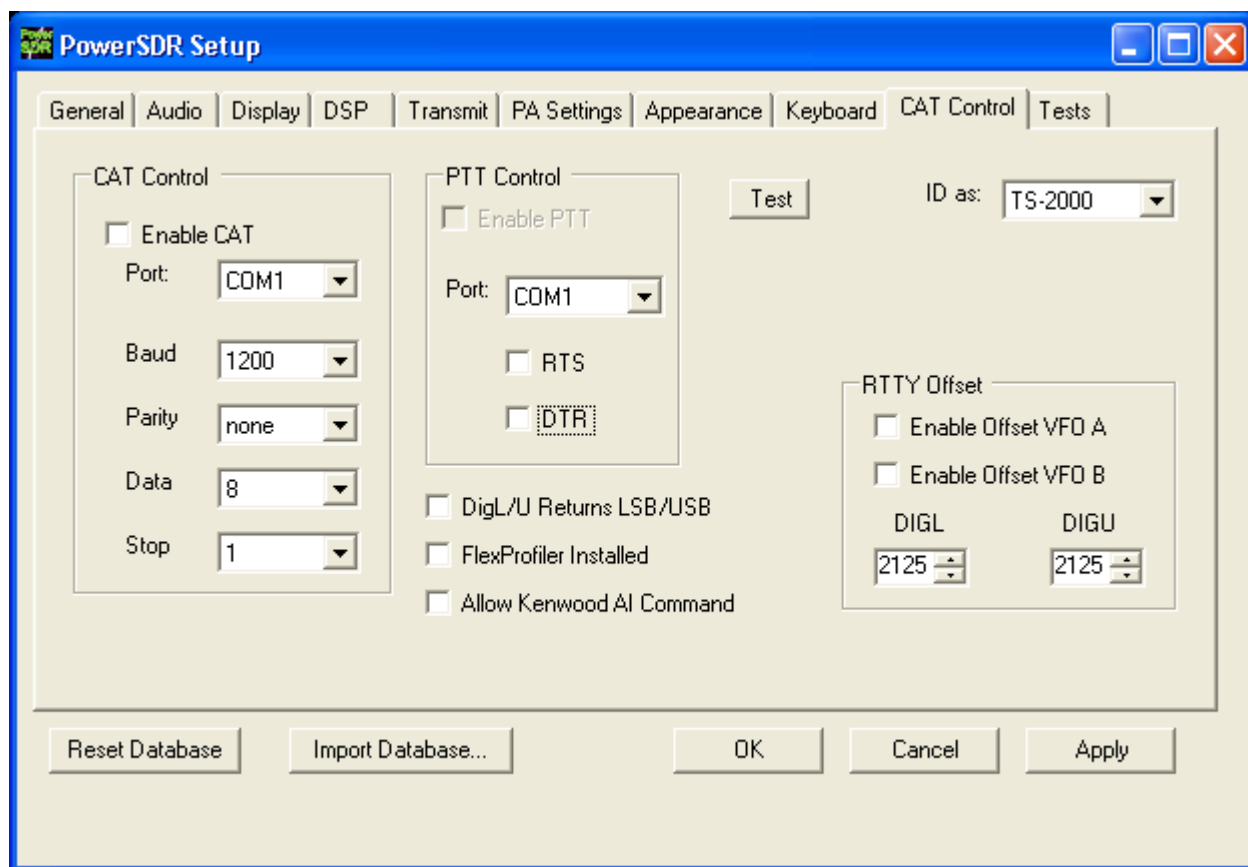 Power SDR PowerSDR Setup
General Audio Display DSP Transmit PA Settings Appearance Keyboard CAT Control Tests
CAT Control
Enable CAT
Port: COM1
Baud 1200
Parity none
Data 8
Stop 1
PTT Control
Enable PTT
Port: COM1
RTS
DTR
DigL/U Returns LSB/USB
FlexProfiler Installed
Allow Kenwood AI Command
Test
ID as: TS-2000
RTTY Offset
Enable Offset VFO A
Enable Offset VFO B
DIGL DIGU
2125 2125
Reset Database Import Database... OK Cancel Apply